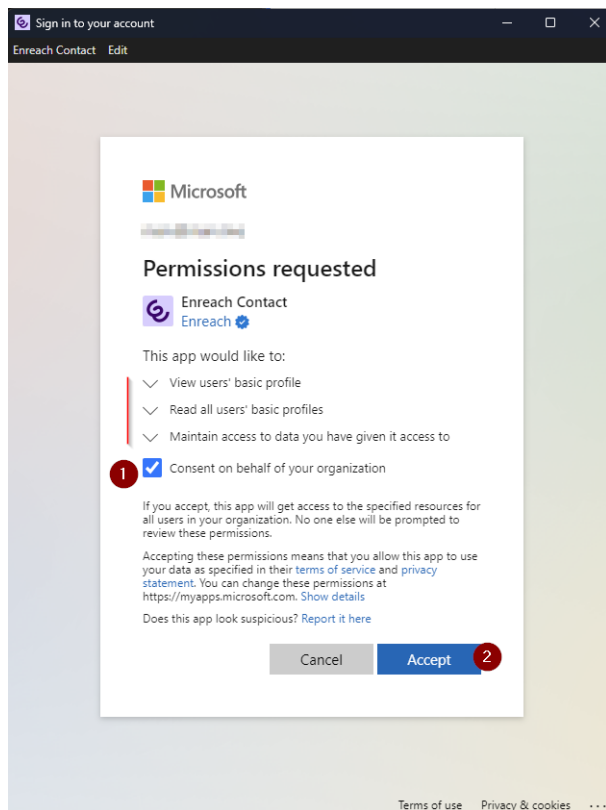 Sign in to your account
Enreach Contact Edit
Microsoft
Permissions requested
Enreach Contact
Enreach
This app would like to:
View users' basic profile
Read all users' basic profiles
Maintain access to data you have given it access to
1
Consent on behalf of your organization
If you accept, this app will get access to the specified resources for
all users in your organization. No one else will be prompted to
review these permissions.
Accepting these permissions means that you allow this app to use
your data as specified in their terms of service and privacy
statement. You can change these permissions at
https://myapps.microsoft.com. Show details
Does this app look suspicious? Report it here
Cancel Accept 2
Terms of use Privacy & cookies ...